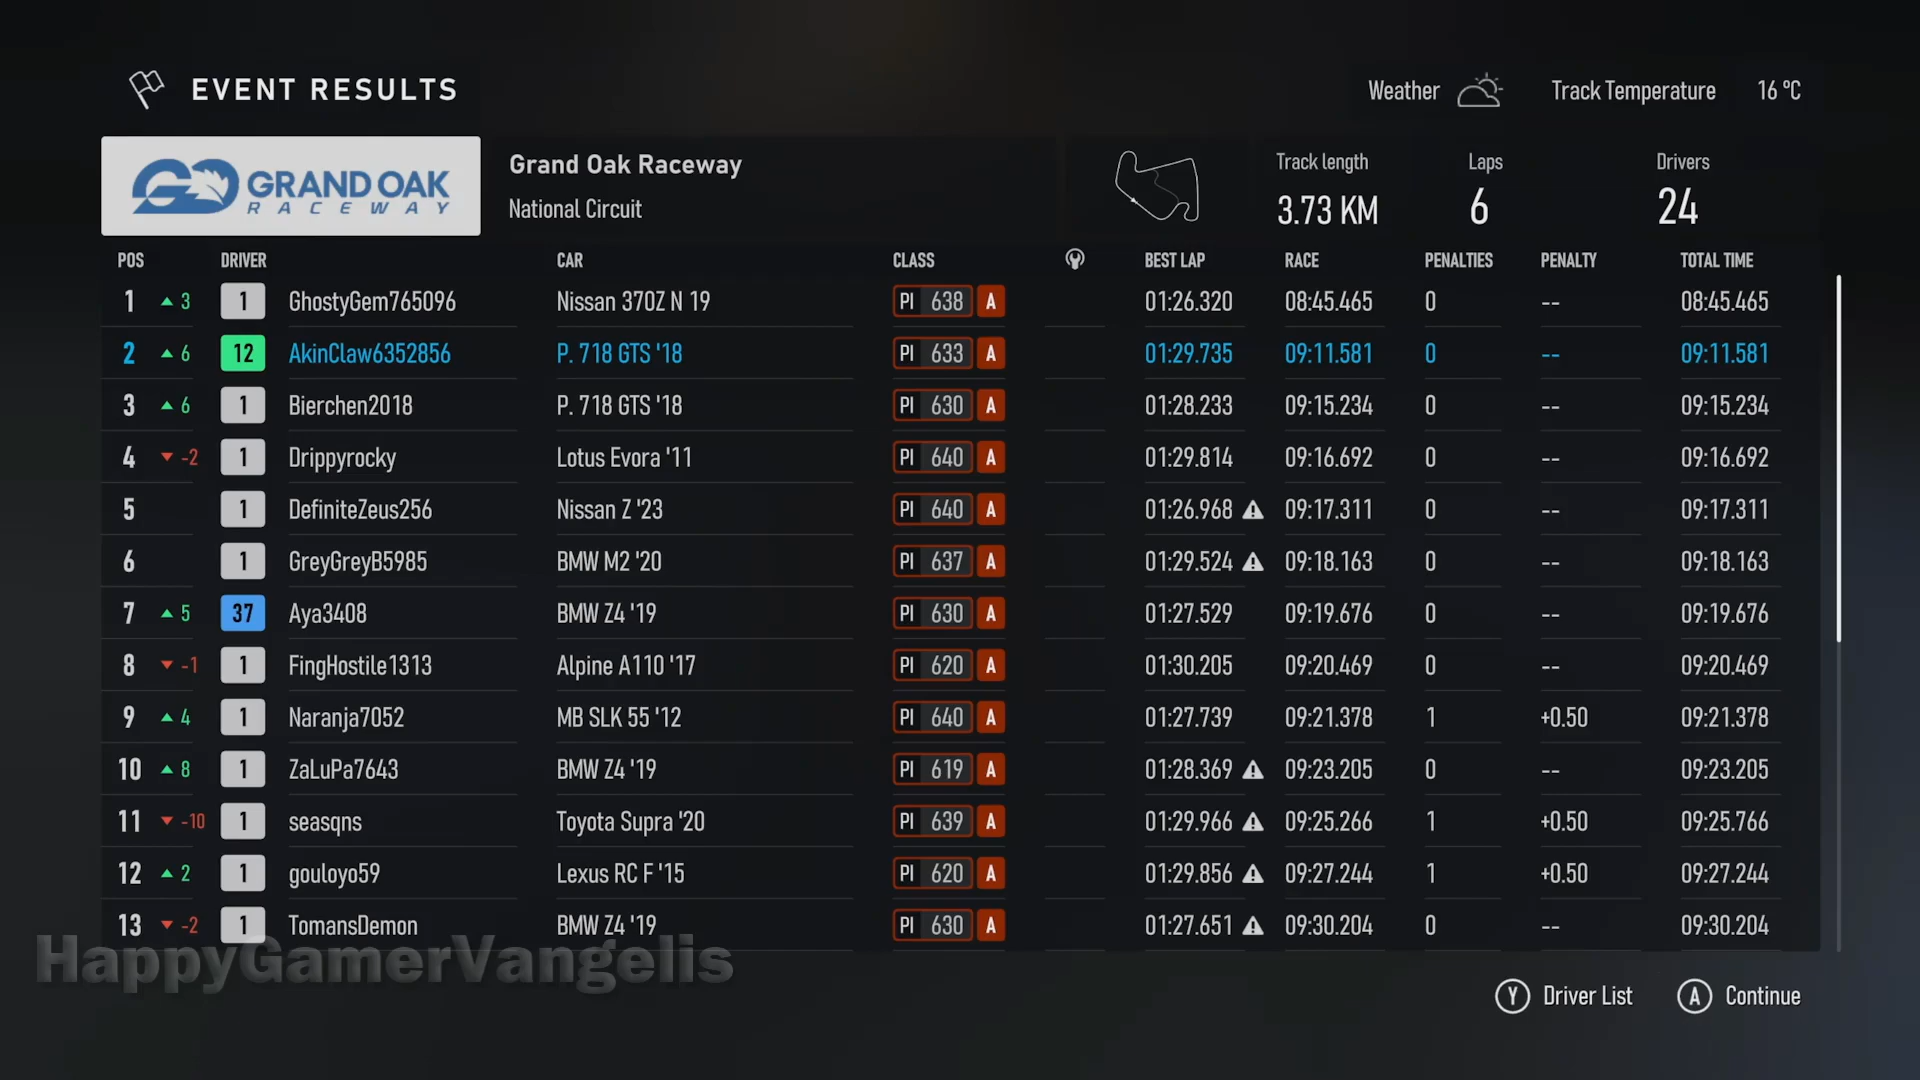 EVENT RESULTS
Weather Track Temperature 16 °C
GRAND OAK
RACEWAY
Grand Oak Raceway
National Circuit
Track length Laps Drivers
3.73 KM 6 24
POS DRIVER CAR CLASS BEST LAP RACE PENALTIES PENALTY TOTAL TIME
1 3 1 GhostyGem765096 Nissan 370Z N 19 PI 638 A 01:26.320 08:45.465 0 -- 08:45.465
2 6 12 AkinClaw6352856 P. 718 GTS '18 PI 633 A 01:29.735 09:11.581 0 -- 09:11.581
3 6 1 Bierchen2018 P. 718 GTS '18 PI 630 A 01:28.233 09:15.234 0 -- 09:15.234
4 -2 1 Drippyrocky Lotus Evora '11 PI 640 A 01:29.814 09:16.692 0 -- 09:16.692
5 1 DefiniteZeus256 Nissan Z '23 PI 640 A 01:26.968 09:17.311 0 -- 09:17.311
6 1 GreyGreyB5985 BMW M2 '20 PI 637 A 01:29.524 09:18.163 0 -- 09:18.163
7 5 37 Aya3408 BMW Z4 '19 PI 630 A 01:27.529 09:19.676 0 -- 09:19.676
8 -1 1 FingHostile1313 Alpine A110 '17 PI 620 A 01:30.205 09:20.469 0 -- 09:20.469
9 4 1 Naranja7052 MB SLK 55 '12 PI 640 A 01:27.739 09:21.378 1 +0.50 09:21.378
10 8 1 ZaLuPa7643 BMW Z4 '19 PI 619 A 01:28.369 09:23.205 0 -- 09:23.205
11 -10 1 seasqns Toyota Supra '20 PI 639 A 01:29.966 09:25.266 1 +0.50 09:25.766
12 2 1 gouloyo59 Lexus RC F '15 PI 620 A 01:29.856 09:27.244 1 +0.50 09:27.244
13 -2 1 TomansDemon BMW Z4 '19 PI 630 A 01:27.651 09:30.204 0 -- 09:30.204
HappyGamerVangelis
Y Driver List A Continue